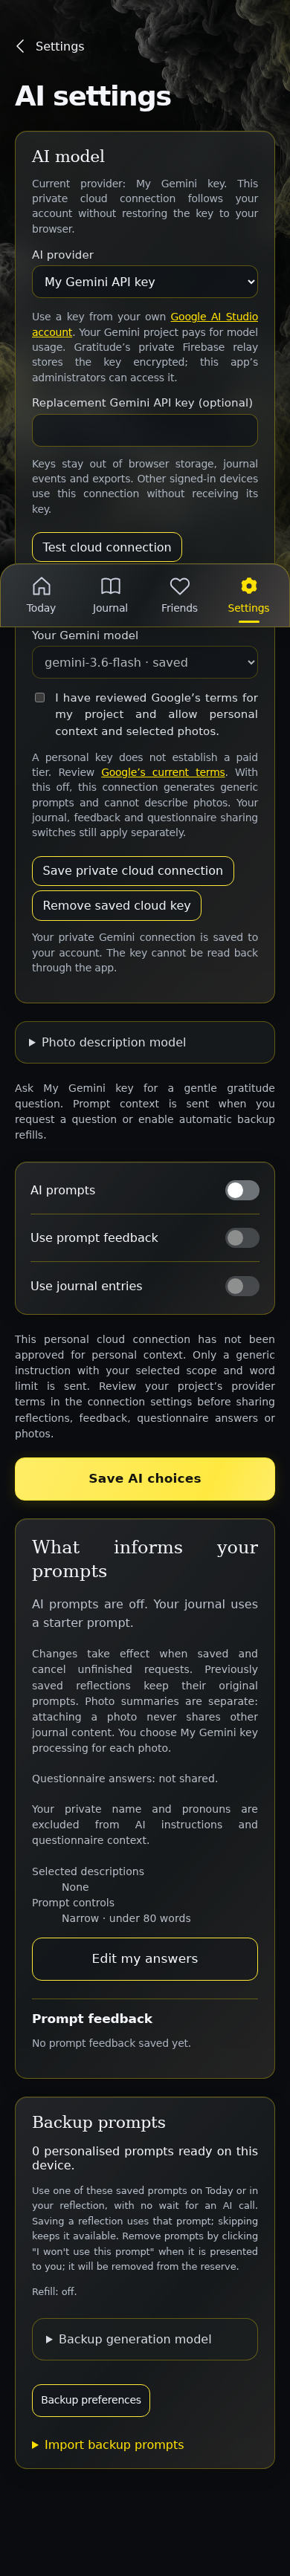 Settings
AI settings
AI model
Current provider: My Gemini key. This
private cloud connection follows your
account without restoring the key to your
browser.
AI provider
My Gemini API key
Use a key from your own Google AI Studio
account. Your Gemini project pays for model
usage. Gratitude’s private Firebase relay
stores the key encrypted; this app’s
administrators can access it.
Replacement Gemini API key (optional)
Keys stay out of browser storage, journal
events and exports. Other signed-in devices
use this connection without receiving its
key.
Test cloud connection
Today
Journal
Friends
Settings
Your Gemini model
gemini-3.6-flash · saved
I have reviewed Google’s terms for
my project and allow personal
context and selected photos.
A personal key does not establish a paid
tier. Review Google’s current terms. With
this off, this connection generates generic
prompts and cannot describe photos. Your
journal, feedback and questionnaire sharing
switches still apply separately.
Save private cloud connection
Remove saved cloud key
Your private Gemini connection is saved to
your account. The key cannot be read back
through the app.
Photo description model
Ask My Gemini key for a gentle gratitude
question. Prompt context is sent when you
request a question or enable automatic backup
refills.
AI prompts
Use prompt feedback
Use journal entries
This personal cloud connection has not been
approved for personal context. Only a generic
instruction with your selected scope and word
limit is sent. Review your project’s provider
terms in the connection settings before sharing
reflections, feedback, questionnaire answers or
photos.
Save AI choices
What informs your
prompts
AI prompts are off. Your journal uses
a starter prompt.
Changes take effect when saved and
cancel unfinished requests. Previously
saved reflections keep their original
prompts. Photo summaries are separate:
attaching a photo never shares other
journal content. You choose My Gemini key
processing for each photo.
Questionnaire answers: not shared.
Your private name and pronouns are
excluded from AI instructions and
questionnaire context.
Selected descriptions
None
Prompt controls
Narrow · under 80 words
Edit my answers
Prompt feedback
No prompt feedback saved yet.
Backup prompts
0 personalised prompts ready on this
device.
Use one of these saved prompts on Today or in
your reflection, with no wait for an AI call.
Saving a reflection uses that prompt; skipping
keeps it available. Remove prompts by clicking
"I won't use this prompt" when it is presented
to you; it will be removed from the reserve.
Refill: off.
Backup generation model
Backup preferences
Import backup prompts